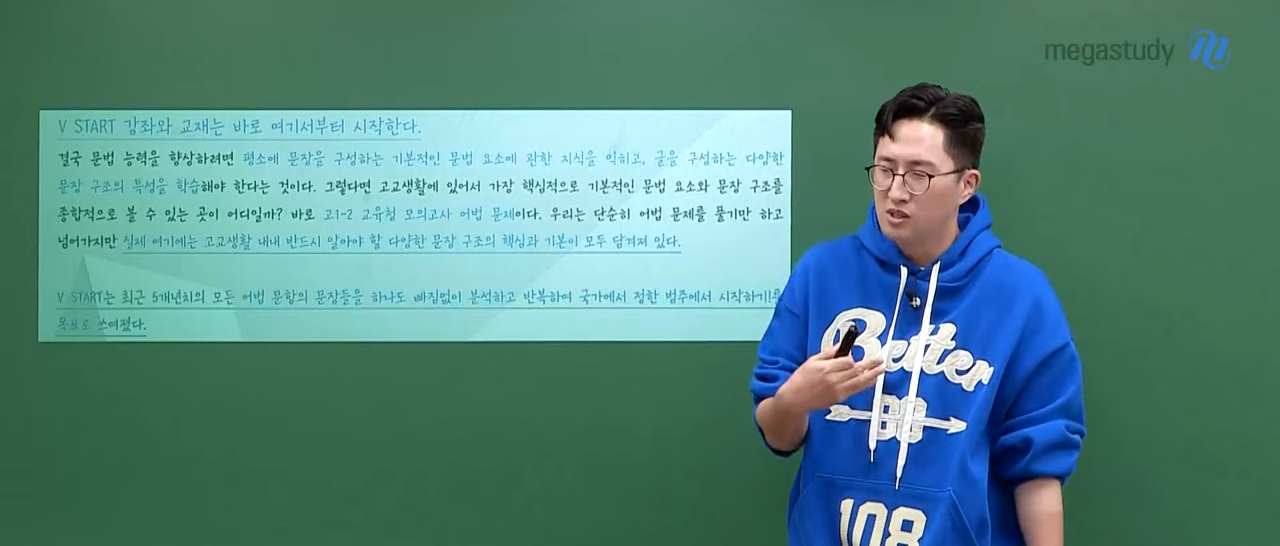 megastudy
V START 강좌와 교재는 바로 여기서부터 시작한다.
결국 문법 능력을 향상하려면 평소에 문장을 구성하는 기본적인 문법 요소에 관한 지식을 익히고, 글을 구성하는 다양한
문장 구조의 특성을 학습해야 한다는 것이다. 그렇다면 고교생활에 있어서 가장 핵심적으로 기본적인 문법 요소와 문장 구조를
종합적으로 볼 수 있는 곳이 어디일까? 바로 고1-2 교육청 모의고사 어법 문제이다. 우리는 단순히 어법 문제를 풀기만 하고
넘어가지만 실제 여기에는 고교생활 내내 반드시 알아야 할 다양한 문장 구조의 핵심과 기본이 모두 담겨져 있다.
V START는 최근 5개년치의 모든 어법 문항의 문장들을 하나도 빠짐없이 분석하고 반복하여 국가에서 정한 범주에서 시작하기!를
목표로 쓰여졌다.
Better
88
108